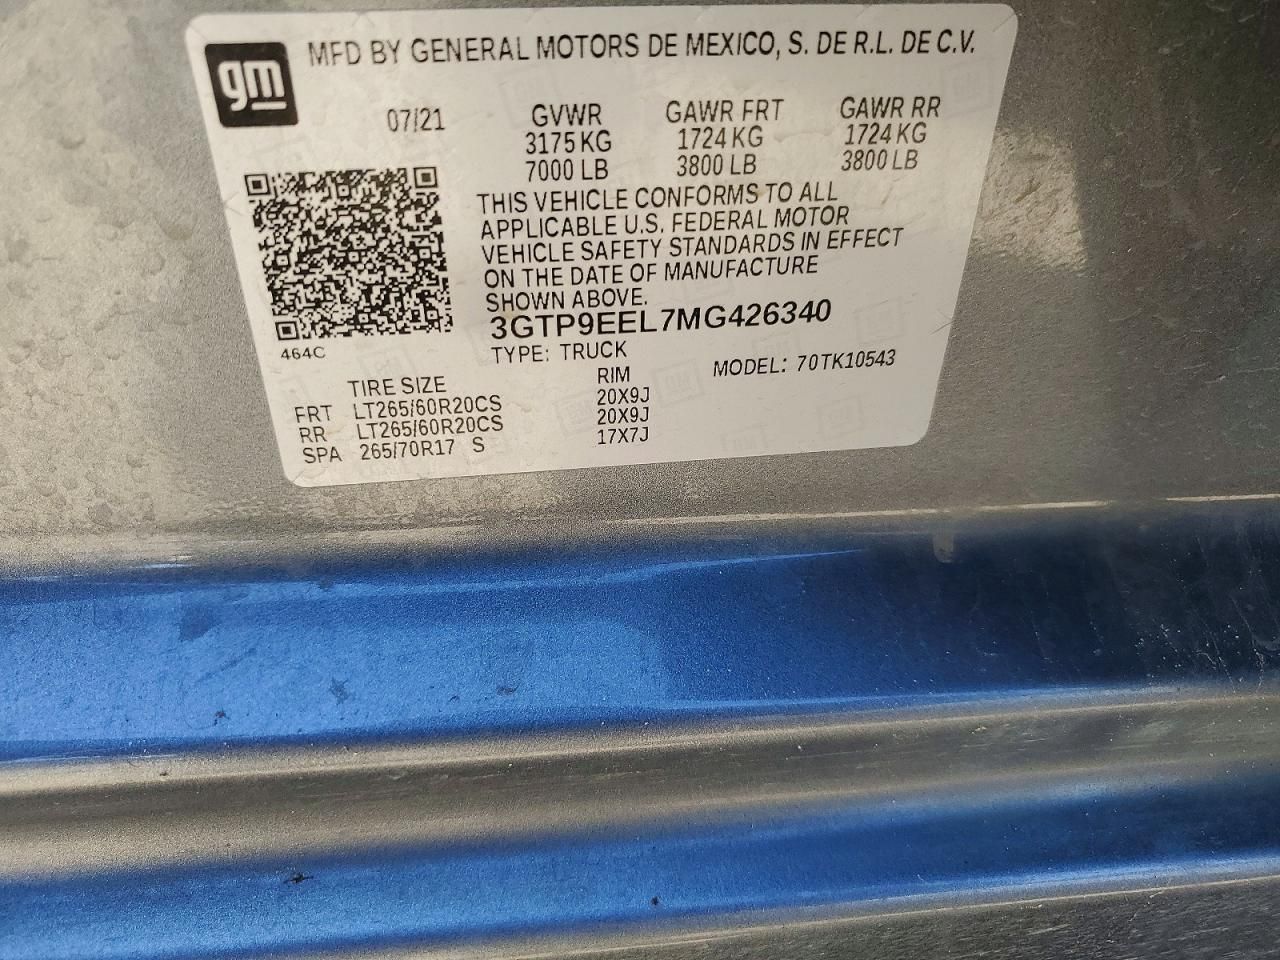 gm
MFD BY GENERAL MOTORS DE MEXICO, S. DE R.L. DE C.V.
07/21 GVWR GAWR FRT GAWR RR
3175 KG 1724 KG 1724 KG
7000 LB 3800 LB 3800 LB
THIS VEHICLE CONFORMS TO ALL
APPLICABLE U.S. FEDERAL MOTOR
VEHICLE SAFETY STANDARDS IN EFFECT
ON THE DATE OF MANUFACTURE
SHOWN ABOVE.
3GTP9EEL7MG426340
464C
TYPE: TRUCK MODEL: 70TK10543
TIRE SIZE RIM
FRT LT265/60R20CS 20X9J
RR LT265/60R20CS 20X9J
SPA 265/70R17 S 17X7J